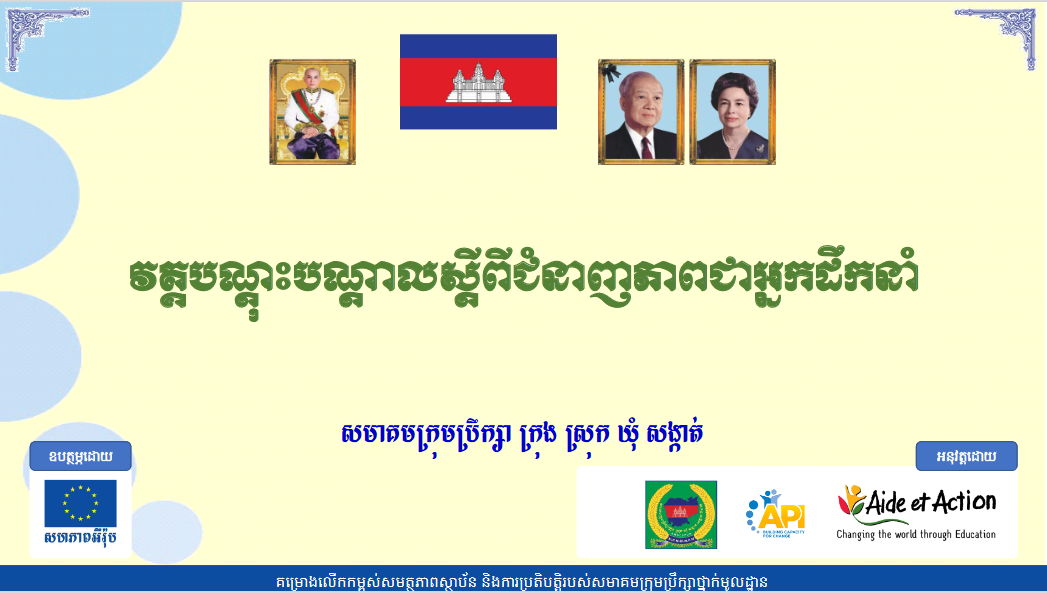 វគ្គបណ្តុះបណ្តាលស្តីពីជំនាញភាពជាអ្នកដឹកនាំ
សមាគមក្រុមប្រឹក្សា ក្រុង ស្រុក ឃុំ សង្កាត់
ឧបត្ថម្ភដោយ
អនុវត្តដោយ
សហភាពអឺរ៉ុប
API
BUILDING CAPACITY
FOR CHANGE
Aide et Action
Changing the world through Education
គម្រោងលើកកម្ពស់សមត្ថភាពស្ថាប័ន និងការប្រតិបត្តិរបស់សមាគមក្រុមប្រឹក្សាថ្នាក់មូលដ្ឋាន